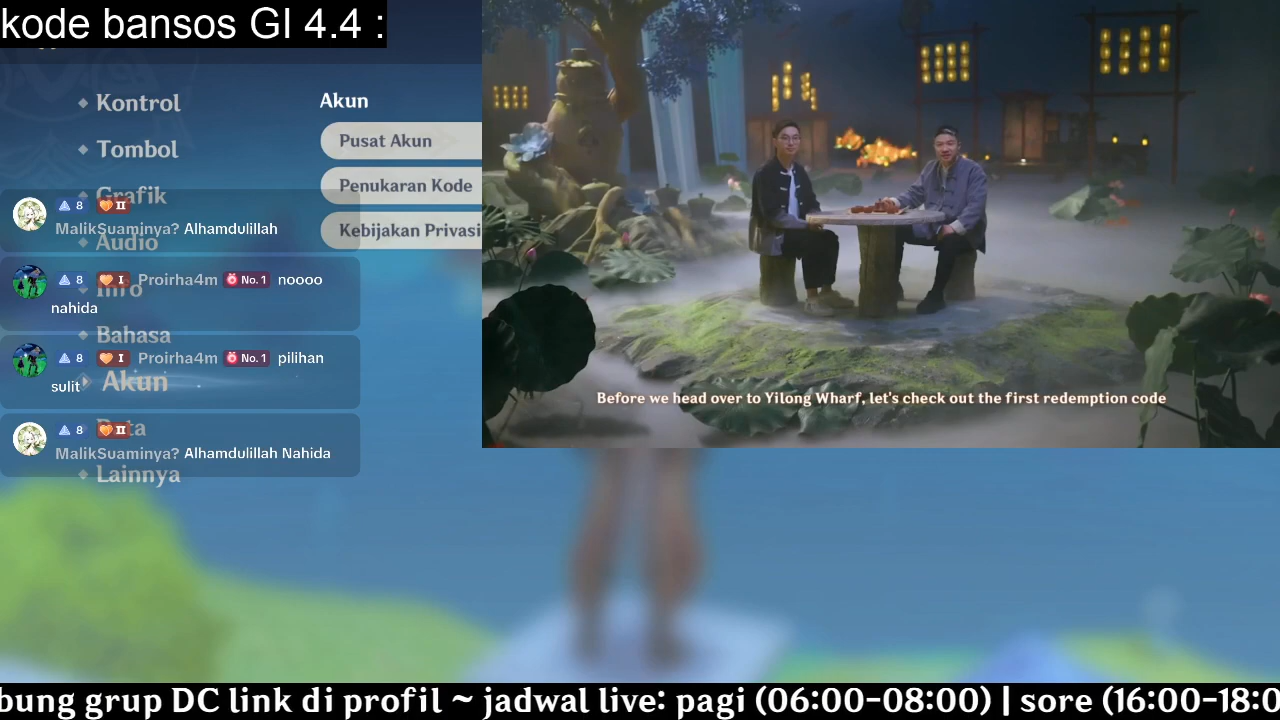 kode bansos GI 4.4 :
Kontrol
Tombol
Grafik
Audio
Info
Bahasa
Akun
Lainnya
Akun
Pusat Akun
Penukaran Kode
Kebijakan Privasi
8 II
MalikSuaminya? Alhamdulillah
8 I Proirha4m No. 1 noooo
nahida
8 I Proirha4m No. 1 pilihan
sulit
8 II
MalikSuaminya? Alhamdulillah Nahida
Before we head over to Yilong Wharf, let's check out the first redemption code
bung grup DC link di profil ~ jadwal live: pagi (06:00-08:00) | sore (16:00-18:0